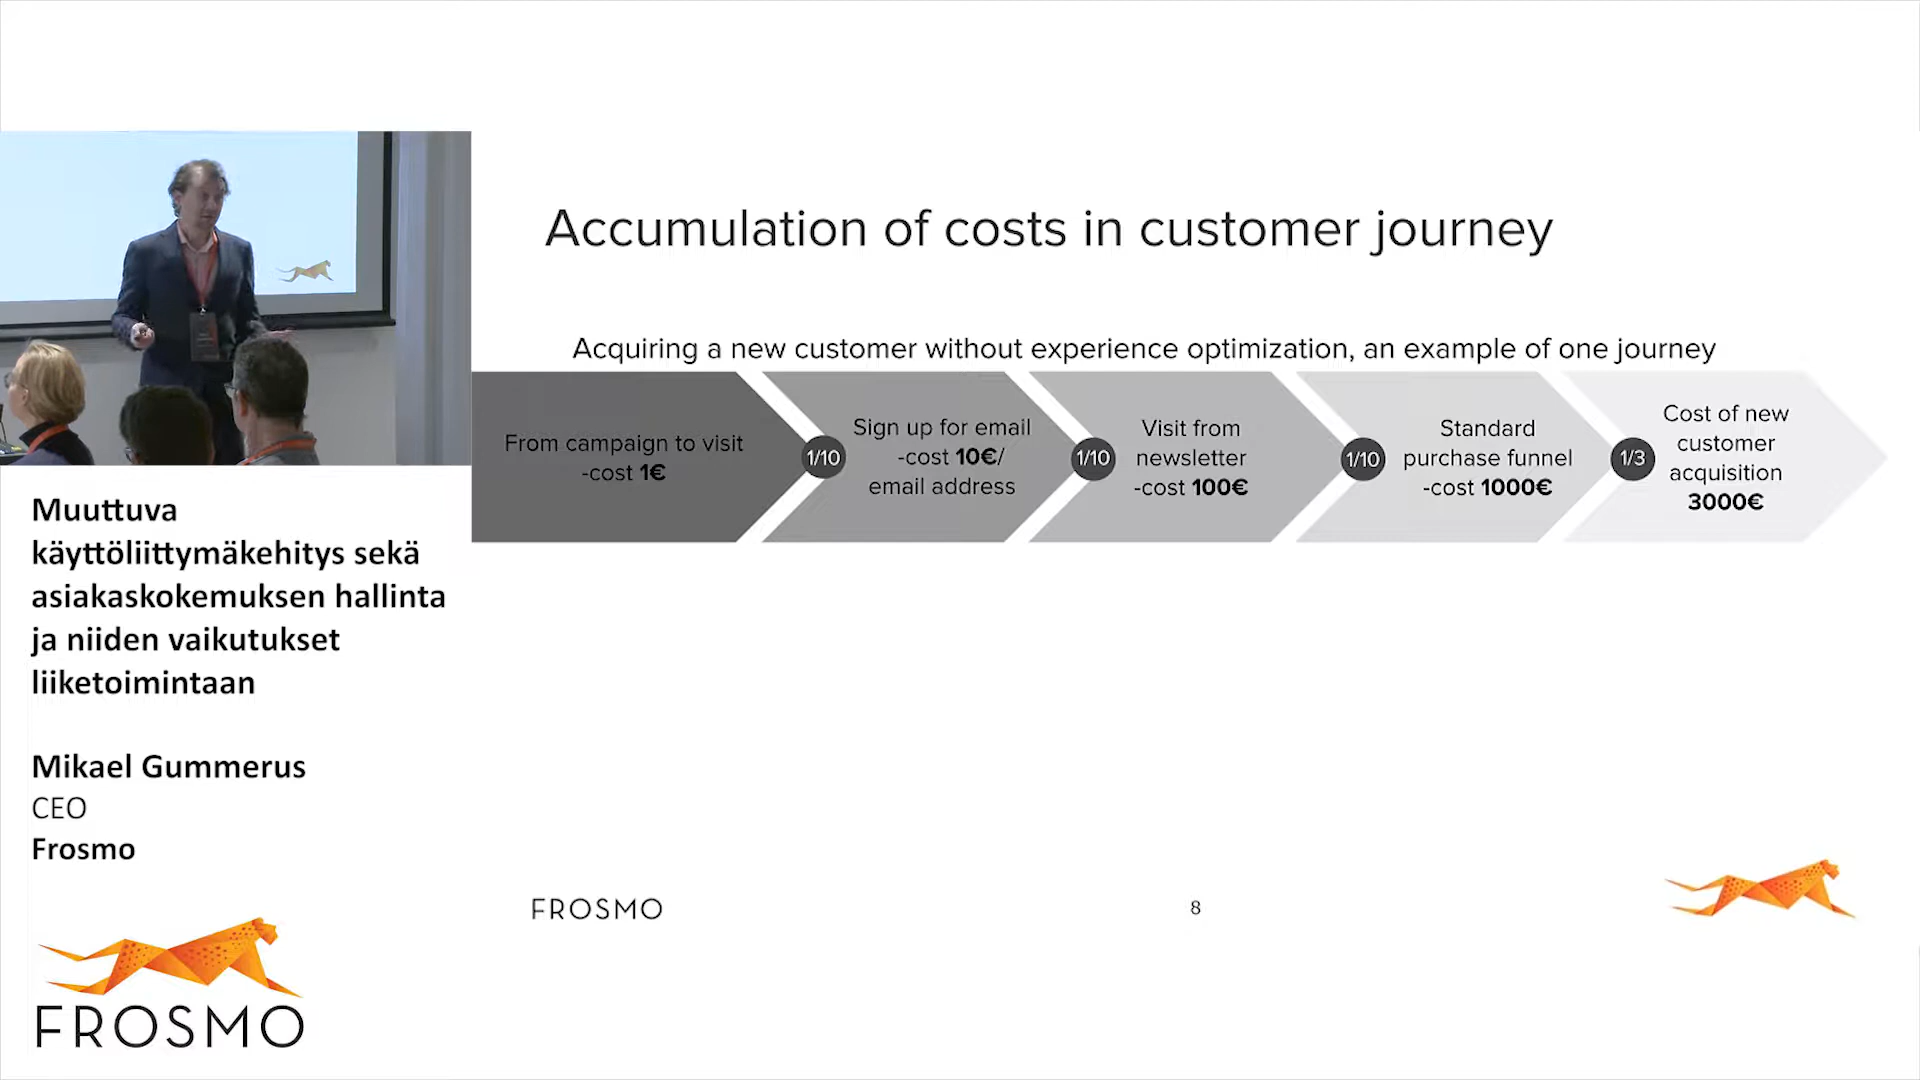 Accumulation of costs in customer journey
Acquiring a new customer without experience optimization, an example of one journey
From campaign to visit
-cost 1€
1/10
Sign up for email
-cost 10€/
email address
1/10
Visit from
newsletter
-cost 100€
1/10
Standard
purchase funnel
-cost 1000€
1/3
Cost of new
customer
acquisition
3000€
Muuttuva
käyttöliittymäkehitys sekä
asiakaskokemuksen hallinta
ja niiden vaikutukset
liiketoimintaan
Mikael Gummerus
CEO
Frosmo
FROSMO
FROSMO
8